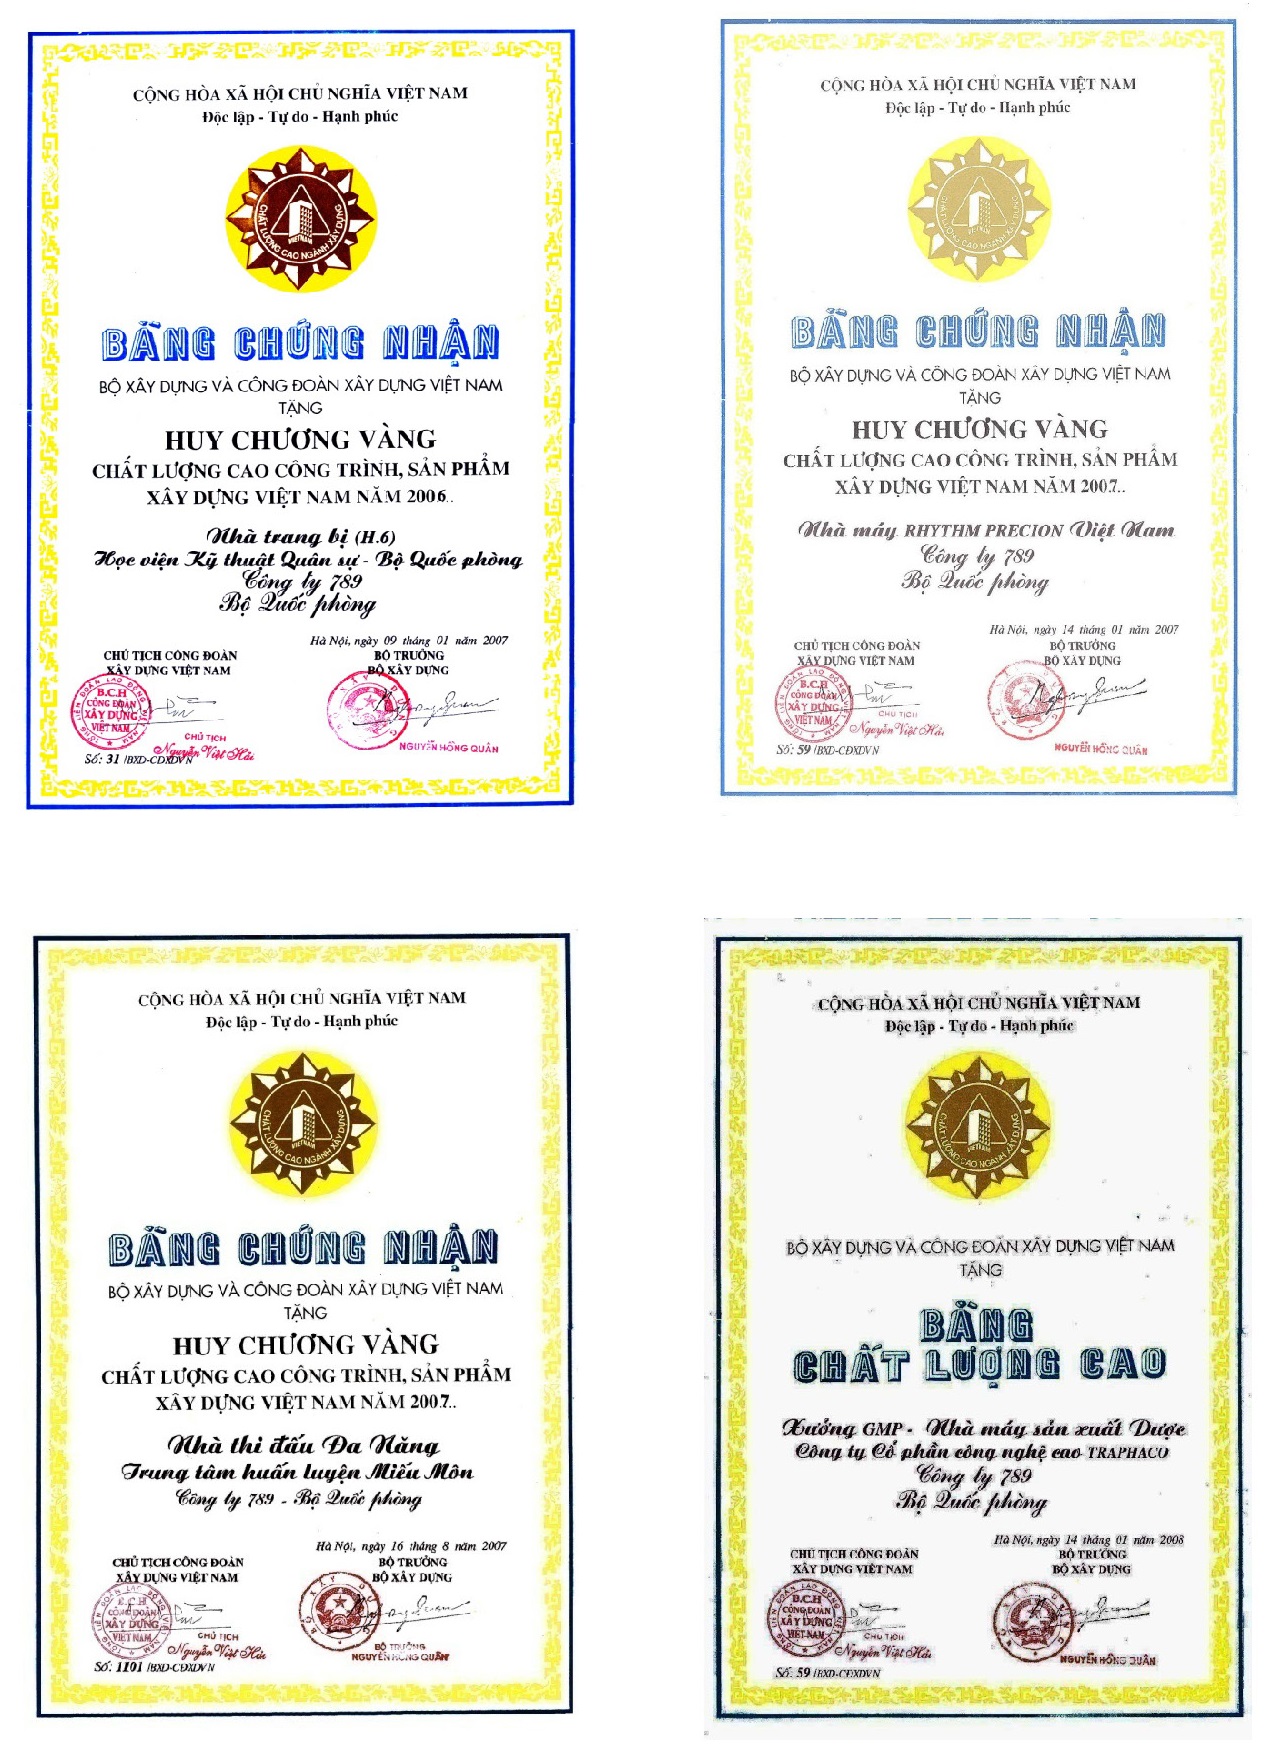 CỘNG HÒA XÃ HỘI CHỦ NGHĨA VIỆT NAM
Độc lập - Tự do - Hạnh phúc
CHẤT LƯỢNG CAO NGÀNH XÂY DỰNG
VIETNAM
BẰNG CHỨNG NHẬN
BỘ XÂY DỰNG VÀ CÔNG ĐOÀN XÂY DỰNG VIỆT NAM
TẶNG
HUY CHƯƠNG VÀNG
CHẤT LƯỢNG CAO CÔNG TRÌNH, SẢN PHẨM
XÂY DỰNG VIỆT NAM NĂM 2006..
Nhà trang bị (H.6)
Học viện Kỹ thuật Quân sự - Bộ Quốc phòng
Công ty 789
Bộ Quốc phòng
Hà Nội, ngày 09 tháng 01 năm 2007
CHỦ TỊCH CÔNG ĐOÀN
XÂY DỰNG VIỆT NAM
BỘ TRƯỞNG
BỘ XÂY DỰNG
B.C.H
CÔNG ĐOÀN
XÂY DỰNG
VIỆT NAM
CHỦ TỊCH
Nguyễn Viết Hải
NGUYỄN HỒNG QUÂN
Số: 31 /BXD-CĐXDVN
CỘNG HÒA XÃ HỘI CHỦ NGHĨA VIỆT NAM
Độc lập - Tự do - Hạnh phúc
CHẤT LƯỢNG CAO NGÀNH XÂY DỰNG
VIETNAM
BẰNG CHỨNG NHẬN
BỘ XÂY DỰNG VÀ CÔNG ĐOÀN XÂY DỰNG VIỆT NAM
TẶNG
HUY CHƯƠNG VÀNG
CHẤT LƯỢNG CAO CÔNG TRÌNH, SẢN PHẨM
XÂY DỰNG VIỆT NAM NĂM 2007..
Nhà máy RHYTHM PRECION Việt Nam
Công ty 789
Bộ Quốc phòng
Hà Nội, ngày 14 tháng 01 năm 2007
CHỦ TỊCH CÔNG ĐOÀN
XÂY DỰNG VIỆT NAM
BỘ TRƯỞNG
BỘ XÂY DỰNG
B.C.H
CÔNG ĐOÀN
XÂY DỰNG
VIỆT NAM
CHỦ TỊCH
Nguyễn Viết Hải
NGUYỄN HỒNG QUÂN
Số: 59 /BXD-CĐXDVN
CỘNG HÒA XÃ HỘI CHỦ NGHĨA VIỆT NAM
Độc lập - Tự do - Hạnh phúc
CHẤT LƯỢNG CAO NGÀNH XÂY DỰNG
VIETNAM
BẰNG CHỨNG NHẬN
BỘ XÂY DỰNG VÀ CÔNG ĐOÀN XÂY DỰNG VIỆT NAM
TẶNG
HUY CHƯƠNG VÀNG
CHẤT LƯỢNG CAO CÔNG TRÌNH, SẢN PHẨM
XÂY DỰNG VIỆT NAM NĂM 2007..
Nhà thi đấu Đa Năng
Trung tâm huấn luyện Miếu Môn
Công ty 789 - Bộ Quốc phòng
Hà Nội, ngày 16 tháng 8 năm 2007
CHỦ TỊCH CÔNG ĐOÀN
XÂY DỰNG VIỆT NAM
BỘ TRƯỞNG
BỘ XÂY DỰNG
B.C.H
CÔNG ĐOÀN
XÂY DỰNG
VIỆT NAM
CHỦ TỊCH
Nguyễn Viết Hải
BỘ TRƯỞNG
NGUYỄN HỒNG QUÂN
Số: 1101 /BXD-CĐXDVN
CỘNG HÒA XÃ HỘI CHỦ NGHĨA VIỆT NAM
Độc lập - Tự do - Hạnh phúc
CHẤT LƯỢNG CAO NGÀNH XÂY DỰNG
VIETNAM
BỘ XÂY DỰNG VÀ CÔNG ĐOÀN XÂY DỰNG VIỆT NAM
TẶNG
BẰNG
CHẤT LƯỢNG CAO
Xưởng GMP - Nhà máy sản xuất Dược
Công ty Cổ phần công nghệ cao TRAPHACO
Công ty 789
Bộ Quốc phòng
Hà Nội, ngày 14 tháng 01 năm 2008
CHỦ TỊCH CÔNG ĐOÀN
XÂY DỰNG VIỆT NAM
BỘ TRƯỞNG
BỘ XÂY DỰNG
B.C.H
CÔNG ĐOÀN
XÂY DỰNG
VIỆT NAM
CHỦ TỊCH
Nguyễn Viết Hải
NGUYỄN HỒNG QUÂN
Số: 59 /BXD-CĐXDVN